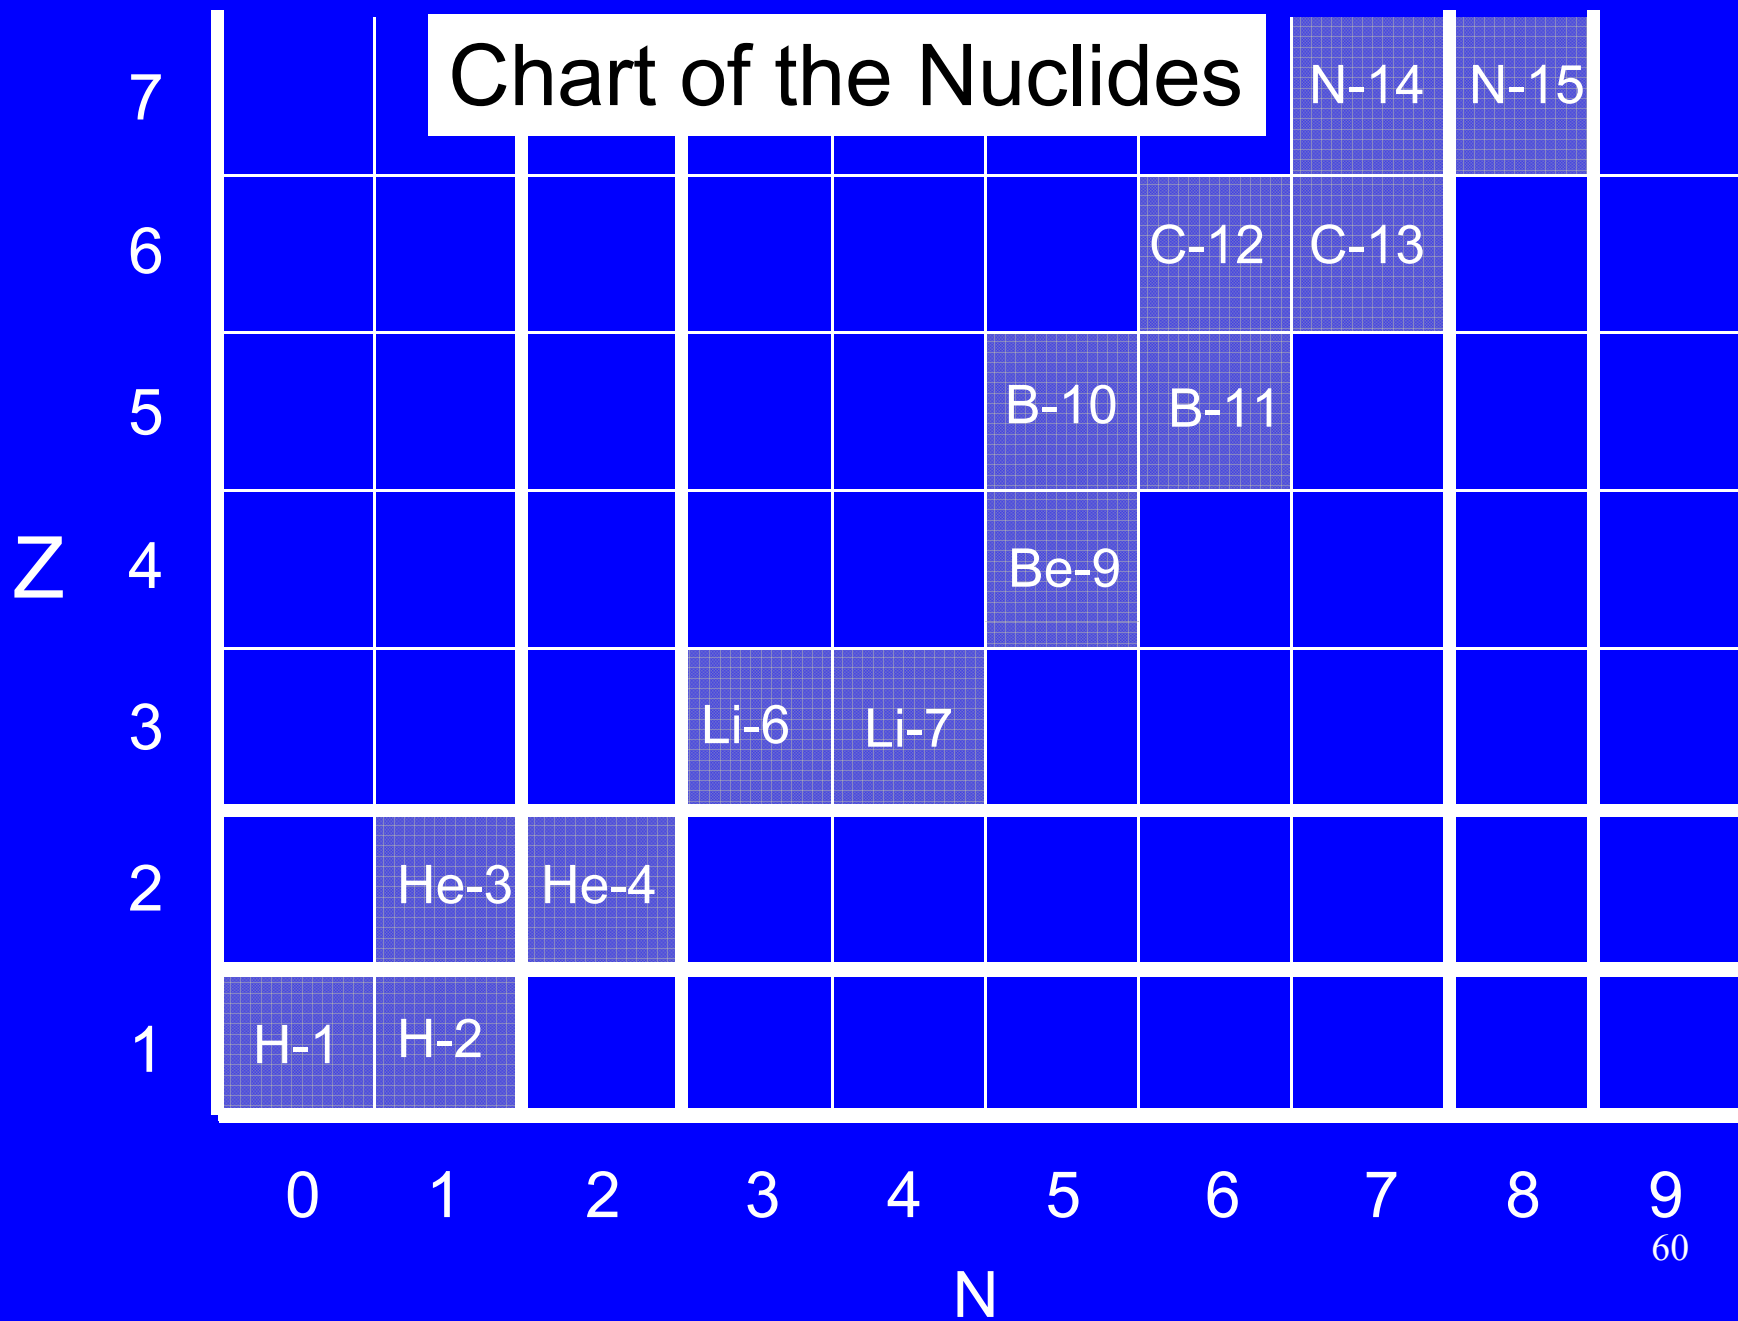 Chart of the Nuclides
7 N-14 N-15
6 C-12 C-13
5 B-10 B-11
Z 4 Be-9
3 Li-6 Li-7
2 He-3 He-4
1 H-1 H-2
0 1 2 3 4 5 6 7 8 9
60
N